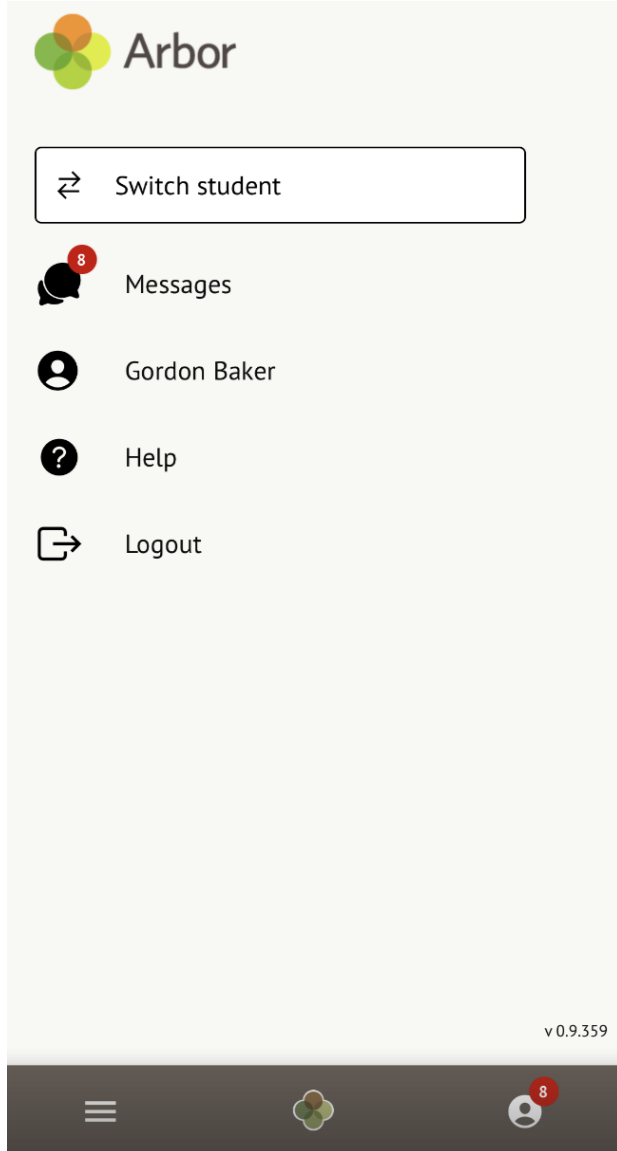 Arbor
Switch student
8
Messages
Gordon Baker
?
Help
Logout
v 0.9.359
8